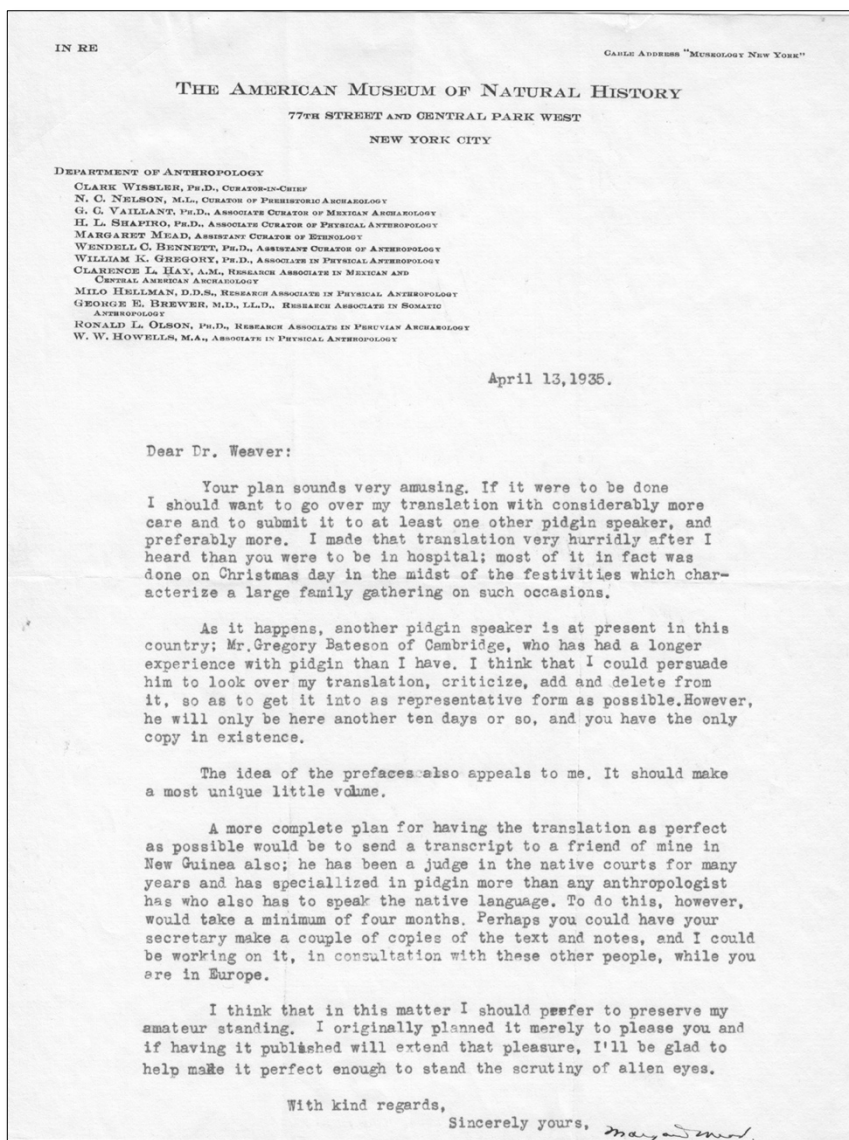 IN RE
CABLE ADDRESS "MUSEOLOGY NEW YORK"
THE AMERICAN MUSEUM OF NATURAL HISTORY
77TH STREET AND CENTRAL PARK WEST
NEW YORK CITY
DEPARTMENT OF ANTHROPOLOGY
CLARK WISSLER, PH.D., CURATOR-IN-CHIEF
N. C. NELSON, M.L., CURATOR OF PREHISTORIC ARCHAEOLOGY
G. C. VAILLANT, PH.D., ASSOCIATE CURATOR OF MEXICAN ARCHAEOLOGY
H. L. SHAPIRO, PH.D., ASSOCIATE CURATOR OF PHYSICAL ANTHROPOLOGY
MARGARET MEAD, ASSISTANT CURATOR OF ETHNOLOGY
WENDELL C. BENNETT, PH.D., ASSISTANT CURATOR OF ANTHROPOLOGY
WILLIAM K. GREGORY, PH.D., ASSOCIATE IN PHYSICAL ANTHROPOLOGY
CLARENCE L. HAY, A.M., RESEARCH ASSOCIATE IN MEXICAN AND
CENTRAL AMERICAN ARCHAEOLOGY
MILO HELLMAN, D.D.S., RESEARCH ASSOCIATE IN PHYSICAL ANTHROPOLOGY
GEORGE E. BREWER, M.D., LL.D., RESEARCH ASSOCIATE IN SOMATIC
ANTHROPOLOGY
RONALD L. OLSON, PH.D., RESEARCH ASSOCIATE IN PERUVIAN ARCHAEOLOGY
W. W. HOWELLS, M.A., ASSOCIATE IN PHYSICAL ANTHROPOLOGY
April 13,1935.
Dear Dr. Weaver:
Your plan sounds very amusing. If it were to be done
I should want to go over my translation with considerably more
care and to submit it to at least one other pidgin speaker, and
preferably more. I made that translation very hurridly after I
heard than you were to be in hospital; most of it in fact was
done on Christmas day in the midst of the festivities which char-
acterize a large family gathering on such occasions.
As it happens, another pidgin speaker is at present in this
country; Mr.Gregory Bateson of Cambridge, who has had a longer
experience with pidgin than I have. I think that I could persuade
him to look over my translation, criticize, add and delete from
it, so as to get it into as representative form as possible.However,
he will only be here another ten days or so, and you have the only
copy in existence.
The idea of the prefaces also appeals to me. It should make
a most unique little volume.
A more complete plan for having the translation as perfect
as possible would be to send a transcript to a friend of mine in
New Guinea also; he has been a judge in the native courts for many
years and has speciallized in pidgin more than any anthropologist
has who also has to speak the native language. To do this, however,
would take a minimum of four months. Perhaps you could have your
secretary make a couple of copies of the text and notes, and I could
be working on it, in consultation with these other people, while you
are in Europe.
I think that in this matter I should prefer to preserve my
amateur standing. I originally planned it merely to please you and
if having it published will extend that pleasure, I'll be glad to
help make it perfect enough to stand the scrutiny of alien eyes.
With kind regards,
Sincerely yours,
Margaret Mead.